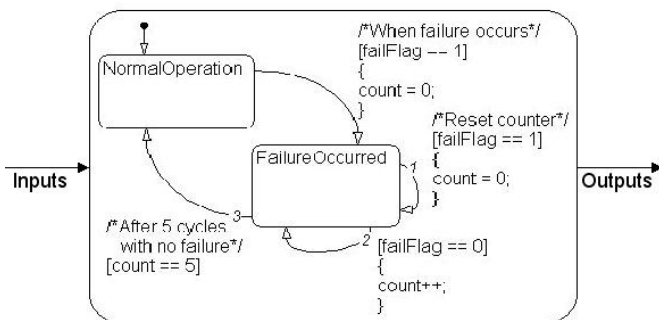 /*When failure occurs*/
[failFlag == 1]
{
count = 0;
}
NormalOperation
/*Reset counter*/
[failFlag == 1]
{
count = 0;
}
FailureOccurred
1
Inputs
Outputs
3
/*After 5 cycles
with no failure*/
[count == 5]
2
[failFlag == 0]
{
count++;
}